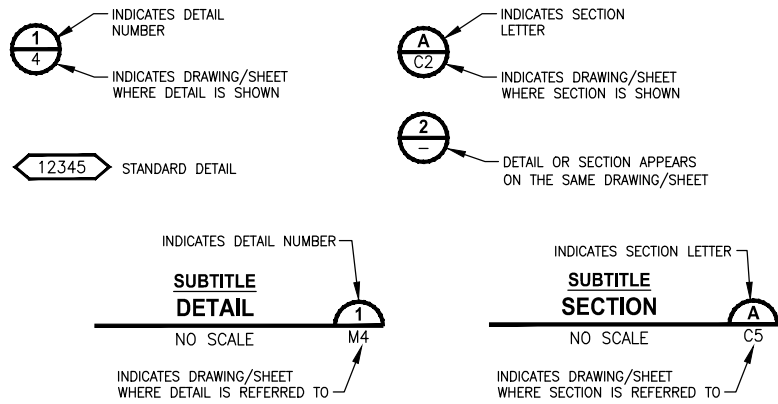 INDICATES DETAIL
NUMBER
1
4
INDICATES DRAWING/SHEET
WHERE DETAIL IS SHOWN
INDICATES SECTION
LETTER
A
C2
INDICATES DRAWING/SHEET
WHERE SECTION IS SHOWN
12345 STANDARD DETAIL
2
–
DETAIL OR SECTION APPEARS
ON THE SAME DRAWING/SHEET
INDICATES DETAIL NUMBER
SUBTITLE
DETAIL
1
NO SCALE
M4
INDICATES DRAWING/SHEET
WHERE DETAIL IS REFERRED TO
INDICATES SECTION LETTER
SUBTITLE
SECTION
A
NO SCALE
C5
INDICATES DRAWING/SHEET
WHERE SECTION IS REFERRED TO